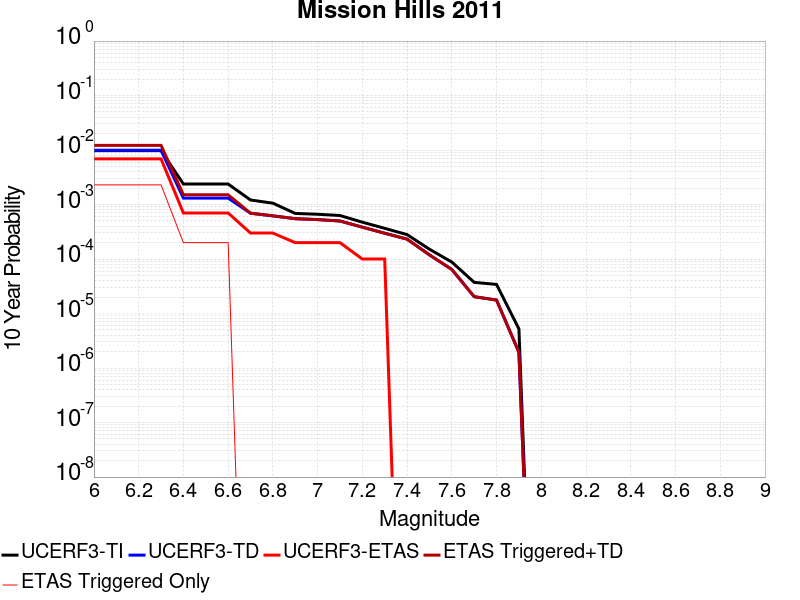 Mission Hills 2011
10 0
10 -1
10 -2
10 -3
10 -4
10 -5
10 -6
10 -7
10 -8
10 Year Probability
6 6.2 6.4 6.6 6.8 7 7.2 7.4 7.6 7.8 8 8.2 8.4 8.6 8.8 9
Magnitude
UCERF3-TI UCERF3-TD UCERF3-ETAS ETAS Triggered+TD
ETAS Triggered Only